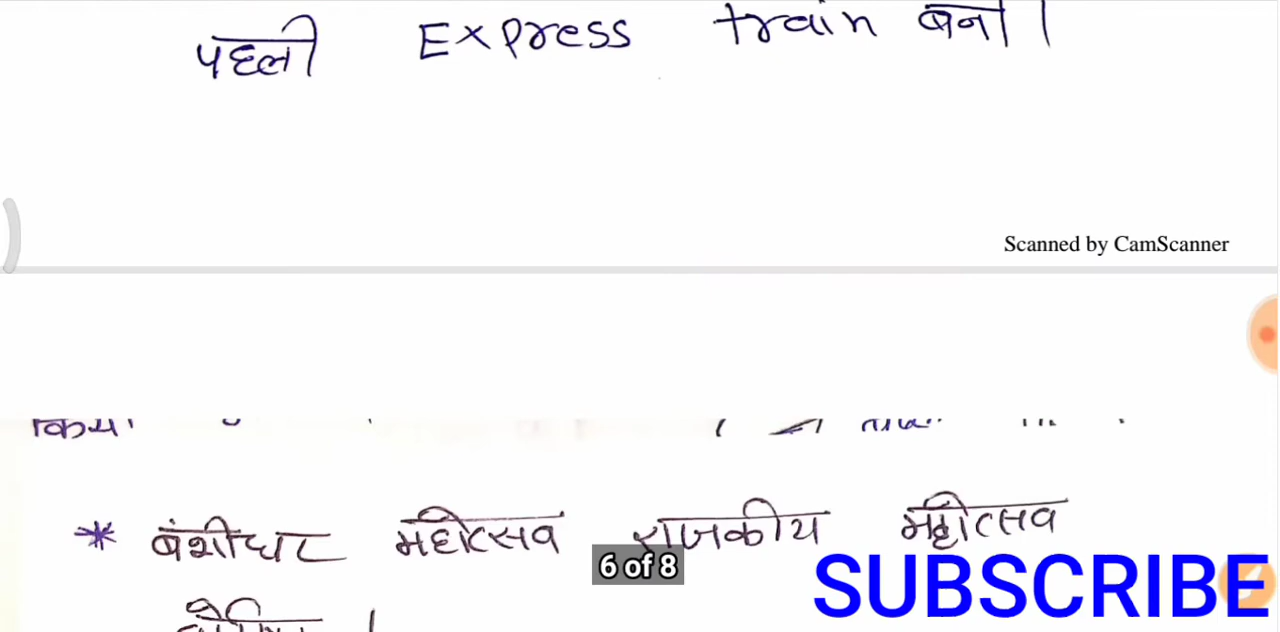 पहली Express train बना।
Scanned by CamScanner
* बंशीधर महोत्सव राजकीय महोत्सव
6 of 8
SUBSCRIBE